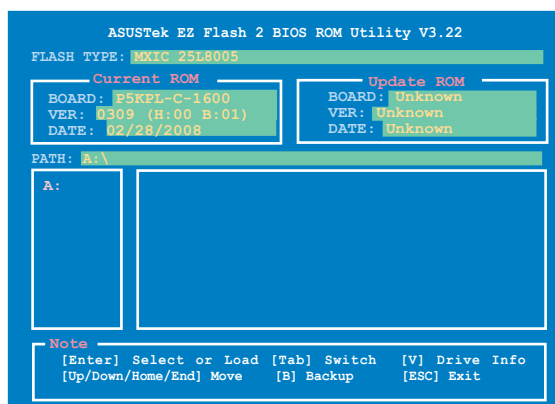 ASUSTek EZ Flash 2 BIOS ROM Utility V3.22
FLASH TYPE: MXIC 25L8005
Current ROM
BOARD: P5KPL-C-1600
VER: 0309 (H:00 B:01)
DATE: 02/28/2008
Update ROM
BOARD: Unknown
VER: Unknown
DATE: Unknown
PATH: A:\
A:
Note
[Enter] Select or Load [Tab] Switch [V] Drive Info
[Up/Down/Home/End] Move [B] Backup [ESC] Exit